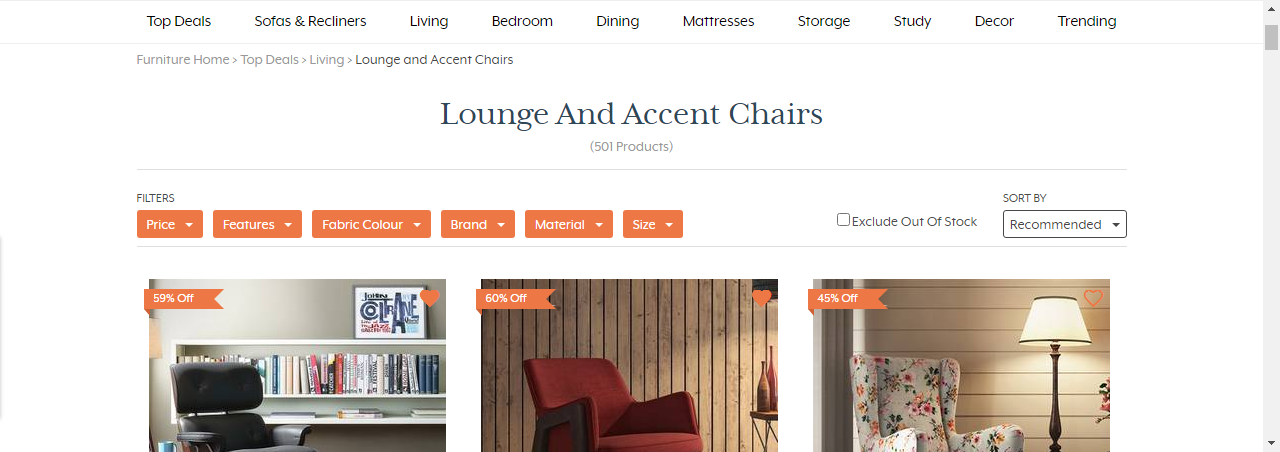 Top Deals Sofas & Recliners Living Bedroom Dining Mattresses Storage Study Decor Trending
Furniture Home > Top Deals > Living > Lounge and Accent Chairs
Lounge And Accent Chairs
(501 Products)
FILTERS
SORT BY
Price Features Fabric Colour Brand Material Size
Exclude Out Of Stock
Recommended
59% Off
60% Off
45% Off
JOHN
COLTRANE